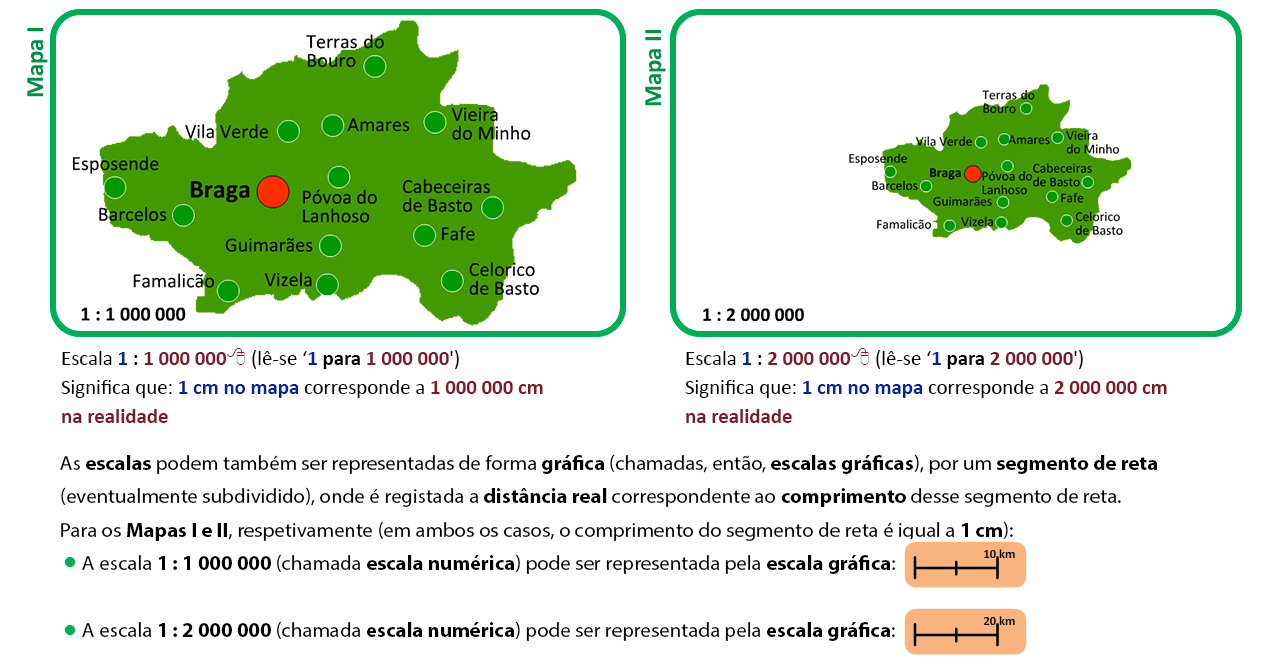 Mapa I
Terras do
Bouro
Vila Verde
Amares
Vieira
do Minho
Esposende
Braga
Póvoa do
Lanhoso
Cabeceiras
de Basto
Barcelos
Guimarães
Fafe
Famalicão
Vizela
Celorico
de Basto
1 : 1 000 000
Escala 1 : 1 000 000 (lê-se ‘1 para 1 000 000')
Significa que: 1 cm no mapa corresponde a 1 000 000 cm
na realidade
Mapa II
Terras do
Bouro
Vila Verde
Amares
Vieira
do Minho
Esposende
Braga
Póvoa do
Lanhoso
Cabeceiras
de Basto
Barcelos
Guimarães
Fafe
Famalicão
Vizela
Celorico
de Basto
1 : 2 000 000
Escala 1 : 2 000 000 (lê-se ‘1 para 2 000 000')
Significa que: 1 cm no mapa corresponde a 2 000 000 cm
na realidade
As escalas podem também ser representadas de forma gráfica (chamadas, então, escalas gráficas), por um segmento de reta
(eventualmente subdividido), onde é registada a distância real correspondente ao comprimento desse segmento de reta.
Para os Mapas I e II, respetivamente (em ambos os casos, o comprimento do segmento de reta é igual a 1 cm):
A escala 1 : 1 000 000 (chamada escala numérica) pode ser representada pela escala gráfica:
10 km
A escala 1 : 2 000 000 (chamada escala numérica) pode ser representada pela escala gráfica:
20 km